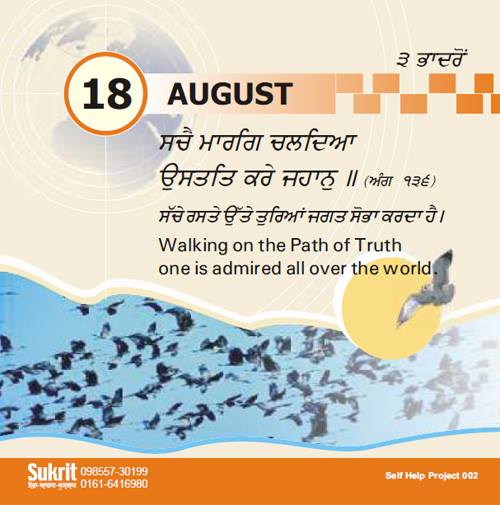 ੩ ਭਾਦਰੋਂ
18 AUGUST
ਸਚੈ ਮਾਰਗਿ ਚਲਦਿਆ
ਉਸਤਤਿ ਕਰੇ ਜਹਾਨੁ ॥ (ਅੰਗ ੧੩੬)
ਸੱਚੇ ਰਸਤੇ ਉੱਤੇ ਤੁਰਿਆਂ ਜਗਤ ਸੋਭਾ ਕਰਦਾ ਹੈ।
Walking on the Path of Truth
one is admired all over the world.
Sukrit 098557-30199
0161-6416980
Self Help Project 002